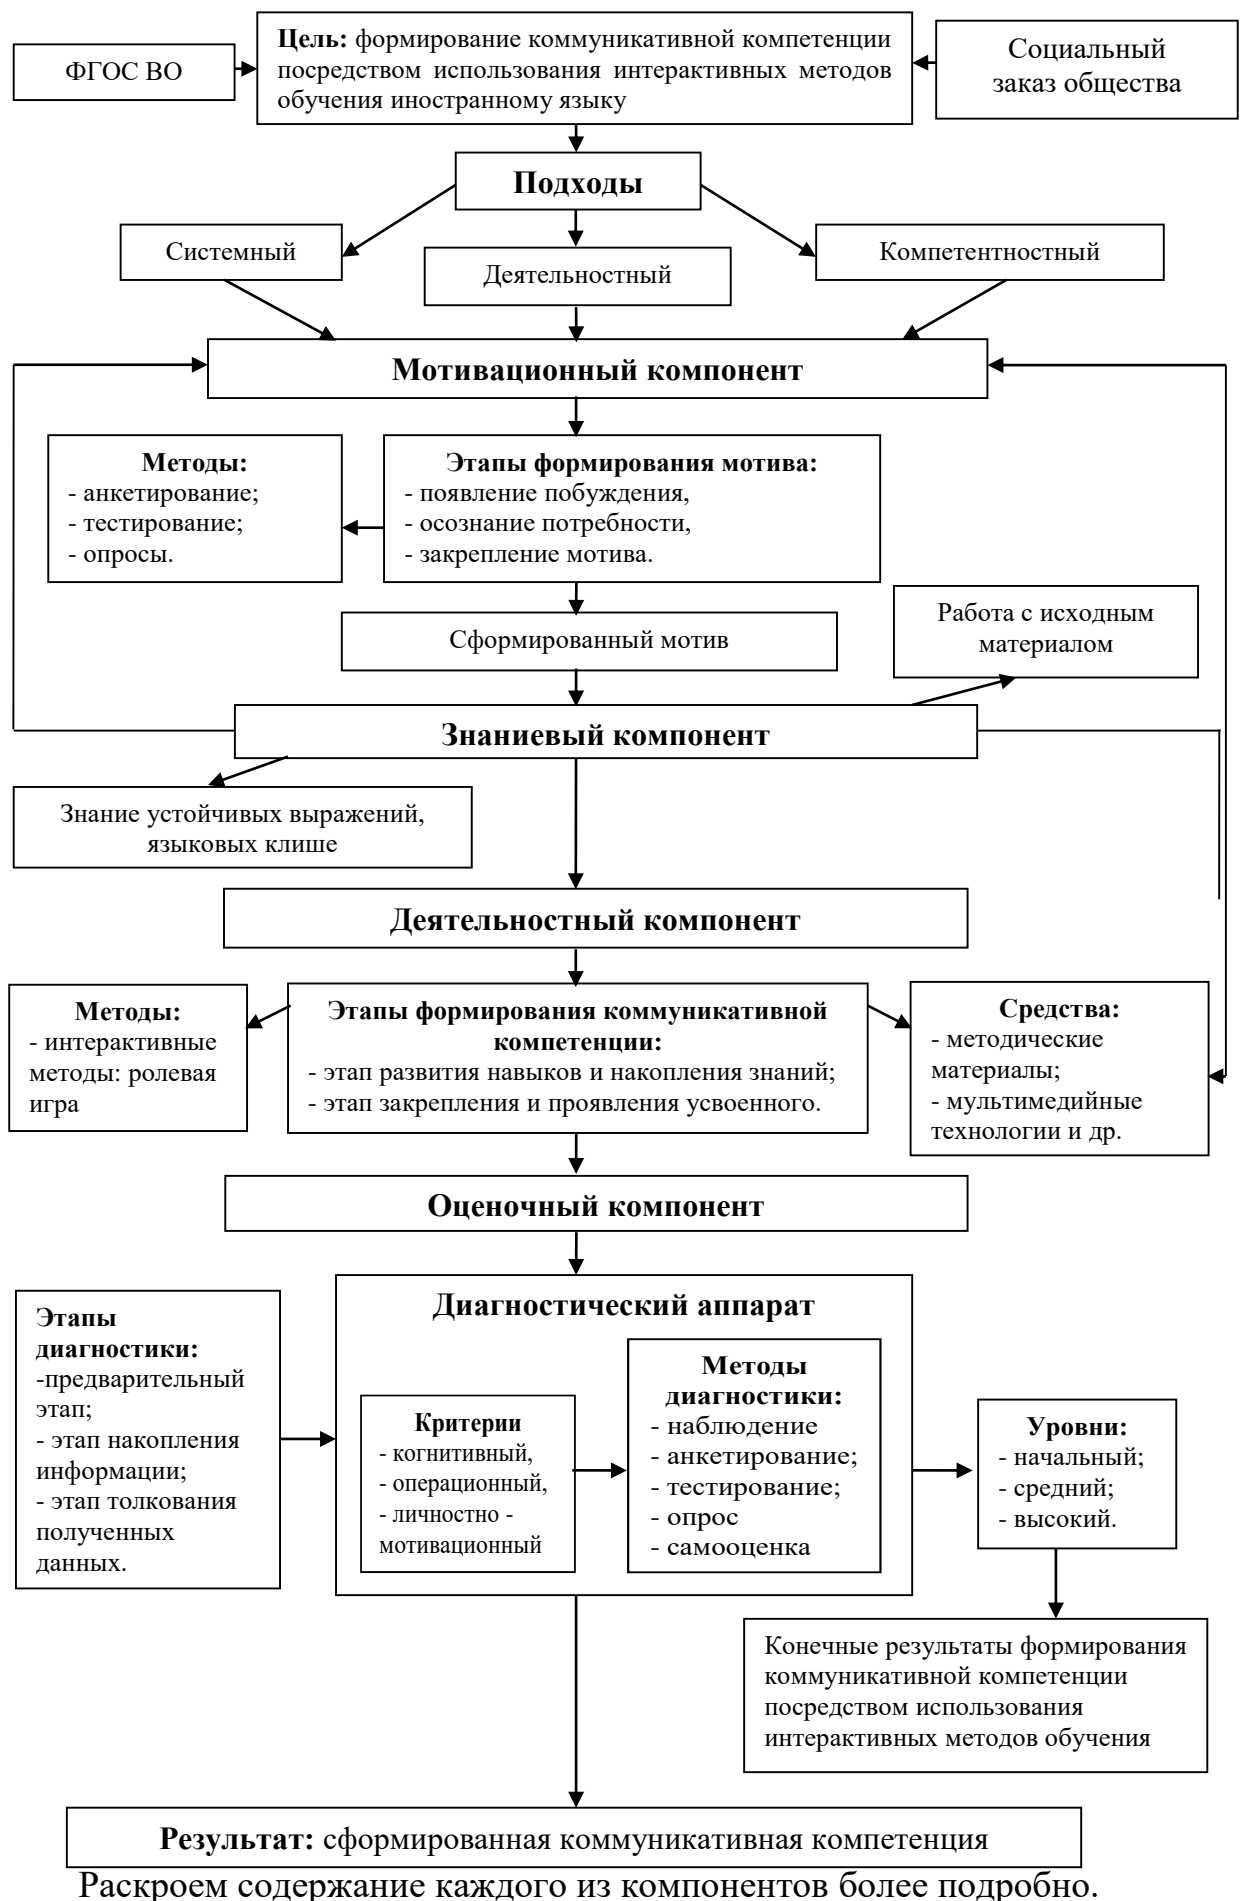 ФГОС ВО
Цель: формирование коммуникативной компетенции
посредством использования интерактивных методов
обучения иностранному языку
Социальный
заказ общества
Подходы
Системный
Деятельностный
Компетентностный
Мотивационный компонент
Методы:
- анкетирование;
- тестирование;
- опросы.
Этапы формирования мотива:
- появление побуждения,
- осознание потребности,
- закрепление мотива.
Сформированный мотив
Работа с исходным
материалом
Знаниевый компонент
Знание устойчивых выражений,
языковых клише
Деятельностный компонент
Методы:
- интерактивные
методы: ролевая
игра
Этапы формирования коммуникативной
компетенции:
- этап развития навыков и накопления знаний;
- этап закрепления и проявления усвоенного.
Средства:
- методические
материалы;
- мультимедийные
технологии и др.
Оценочный компонент
Этапы
диагностики:
-предварительный
этап;
- этап накопления
информации;
- этап толкования
полученных
данных.
Диагностический аппарат
Критерии
- когнитивный,
- операционный,
- личностно -
мотивационный
Методы
диагностики:
- наблюдение
- анкетирование;
- тестирование;
- опрос
- самооценка
Уровни:
- начальный;
- средний;
- высокий.
Конечные результаты формирования
коммуникативной компетенции
посредством использования
интерактивных методов обучения
Результат: сформированная коммуникативная компетенция
Раскроем содержание каждого из компонентов более подробно.